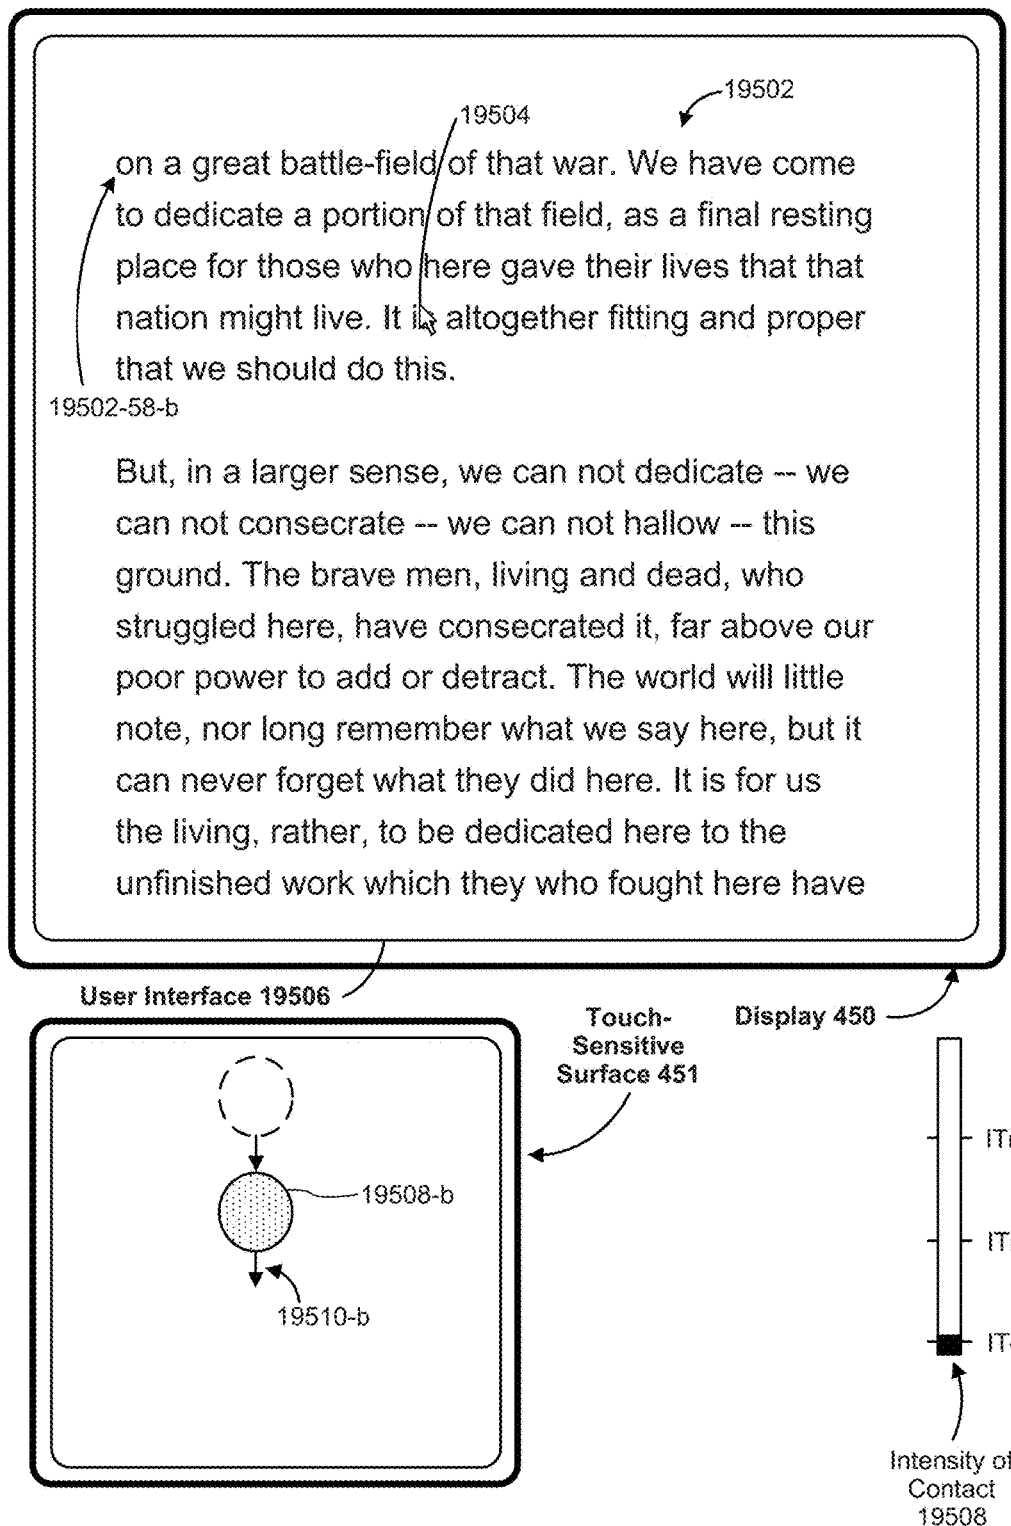 19502
19504
on a great battle-field of that war. We have come
to dedicate a portion of that field, as a final resting
place for those who here gave their lives that that
nation might live. It is altogether fitting and proper
that we should do this.
19502-58-b
But, in a larger sense, we can not dedicate -- we
can not consecrate -- we can not hallow -- this
ground. The brave men, living and dead, who
struggled here, have consecrated it, far above our
poor power to add or detract. The world will little
note, nor long remember what we say here, but it
can never forget what they did here. It is for us
the living, rather, to be dedicated here to the
unfinished work which they who fought here have
User Interface 19506
Display 450
Touch-
Sensitive
Surface 451
19508-b
19510-b
Intensity of
Contact
19508